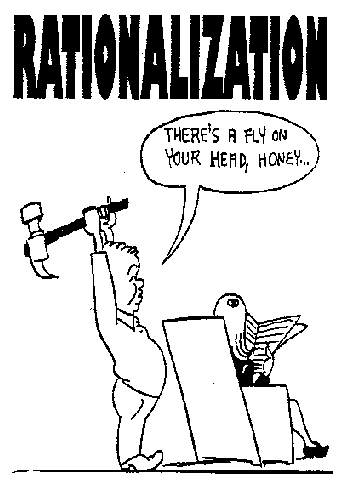 RATIONALIZATION
THERE'S A FLY ON
YOUR HEAD, HONEY...